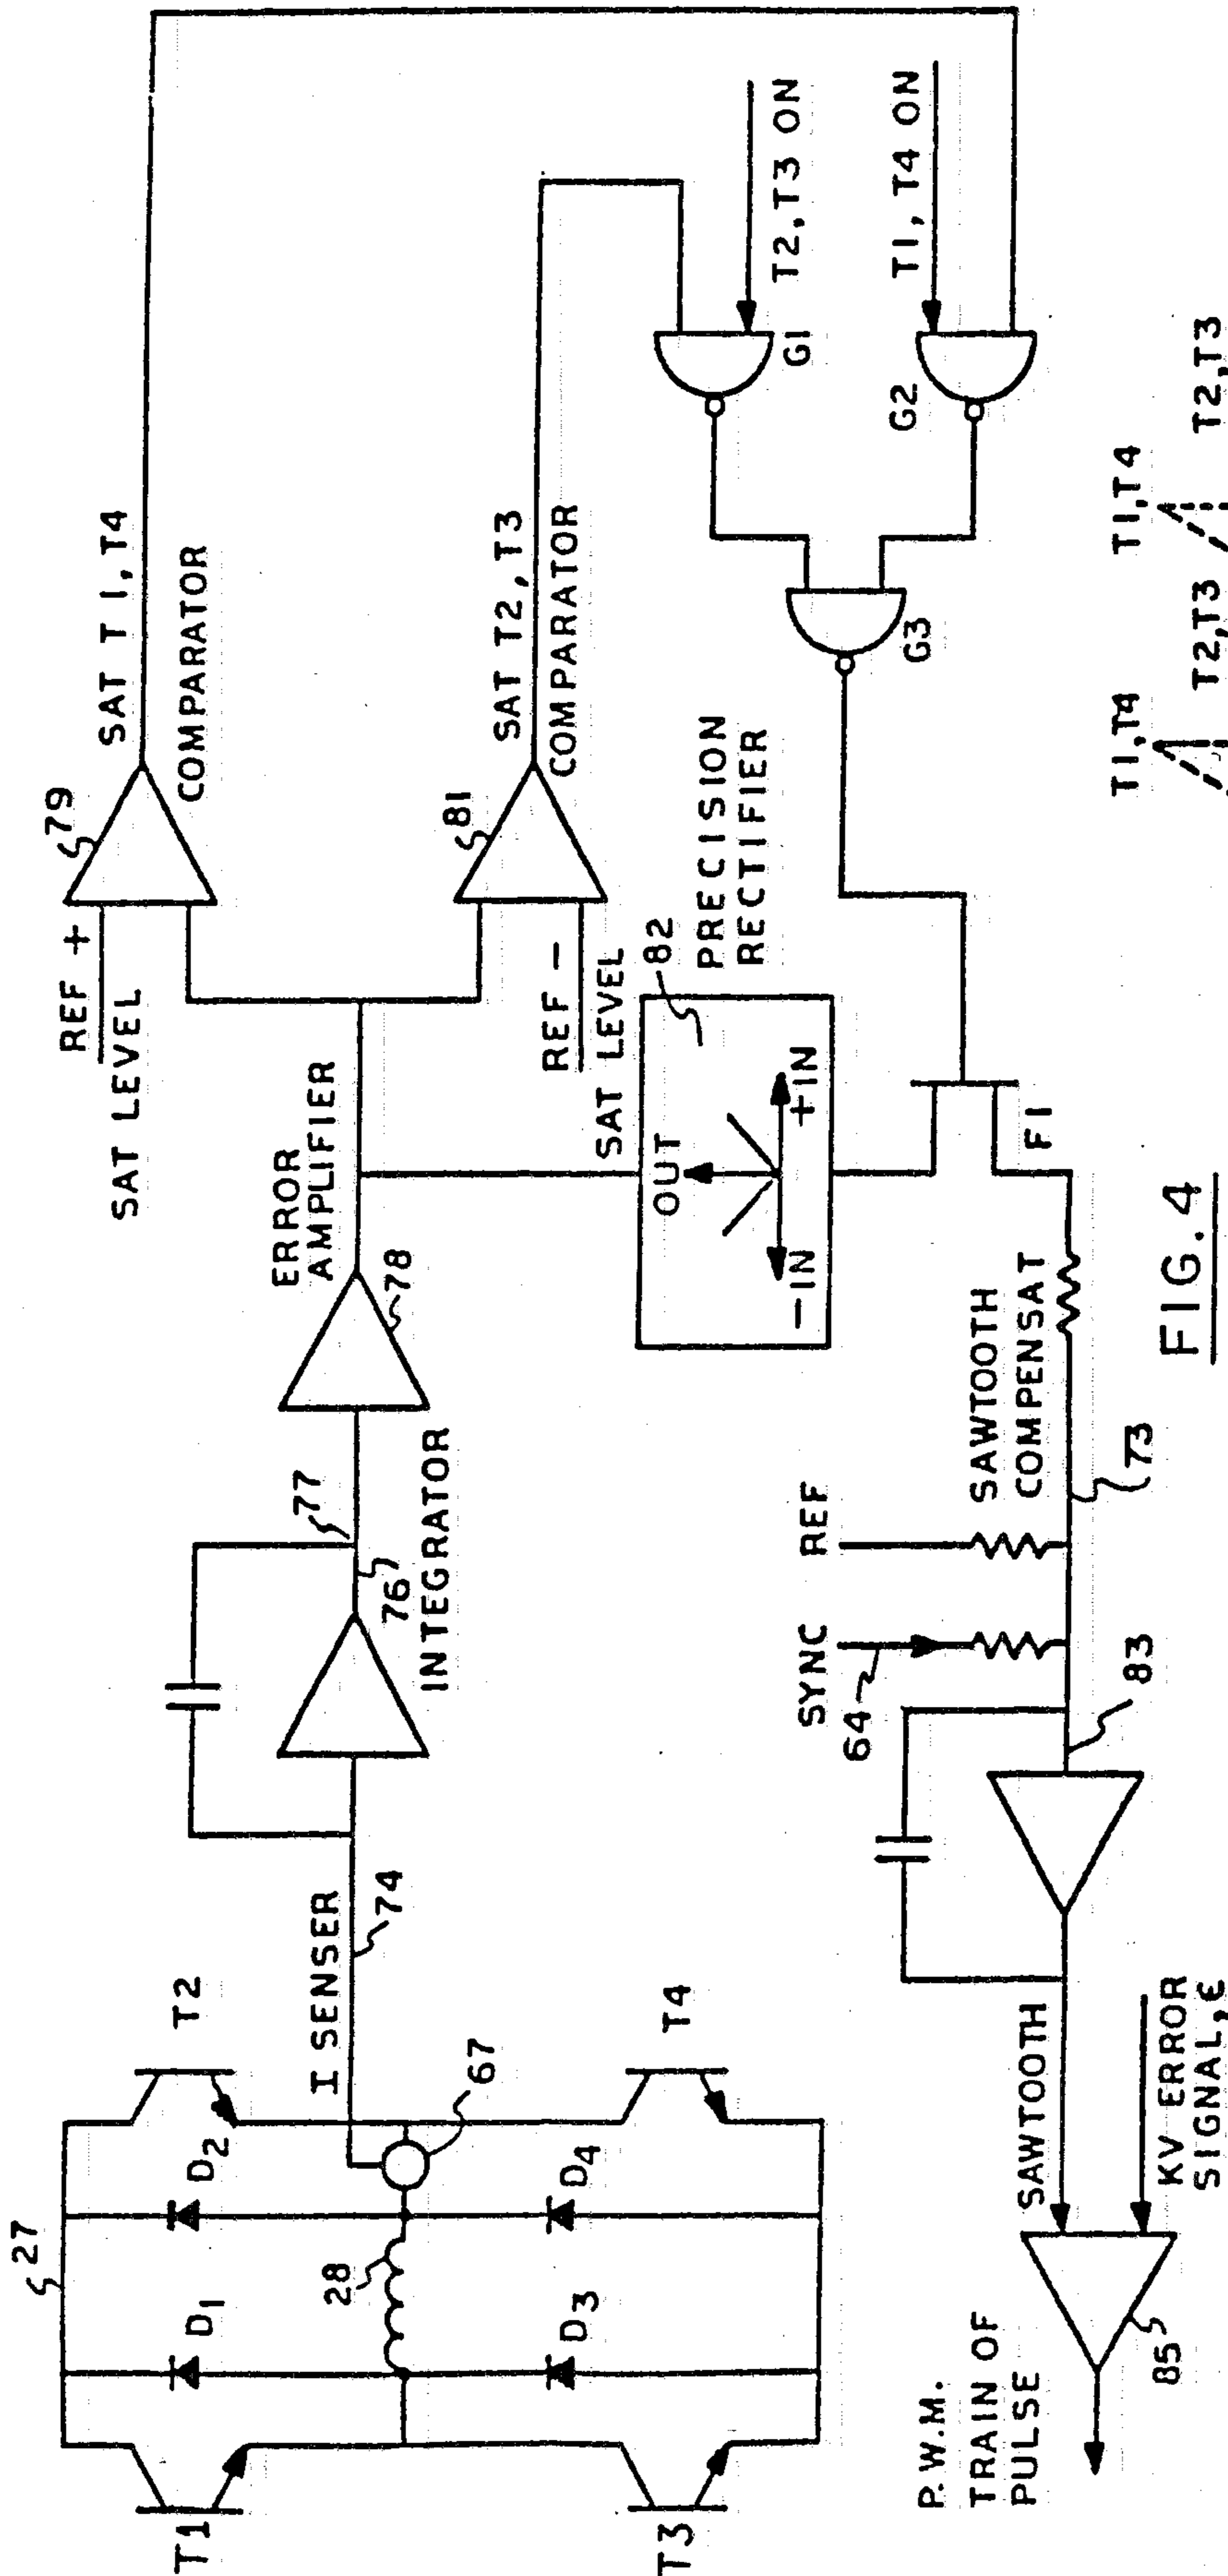 27
T1
T2
D1
D2
28
D3
D4
T3
T4
67
I SENSER
74
INTEGRATOR
76
77
ERROR
AMPLIFIER
78
REF +
SAT LEVEL
79
SAT T1, T4
COMPARATOR
REF -
SAT LEVEL
81
SAT T2, T3
COMPARATOR
82
OUT
-IN
+IN
PRECISION
RECTIFIER
G1
T2, T3 ON
G2
T1, T4 ON
G3
F1
SAWTOOTH
COMPENSAT
73
REF
SYNC
64
83
SAWTOOTH
KV ERROR
SIGNAL, ε
85
P.W.M.
TRAIN OF
PULSE
FIG. 4
T1,T4
T2,T3
T1,T4
T2,T3